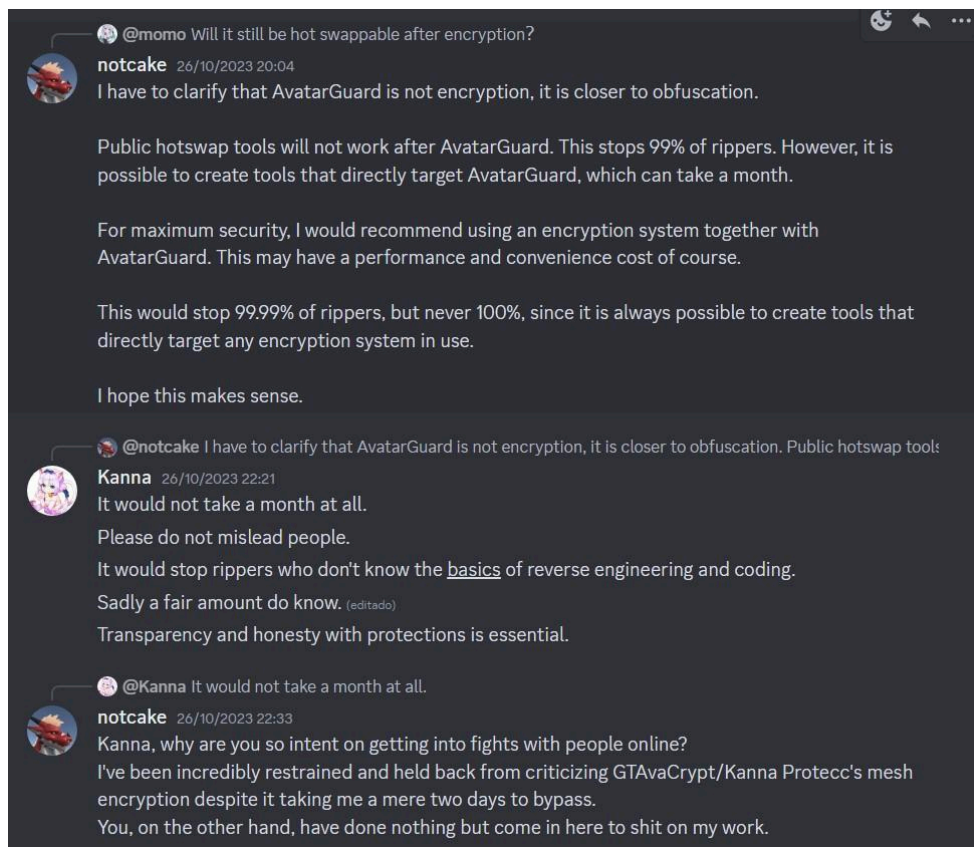 @momo Will it still be hot swappable after encryption?
notcake 26/10/2023 20:04
I have to clarify that AvatarGuard is not encryption, it is closer to obfuscation.
Public hotswap tools will not work after AvatarGuard. This stops 99% of rippers. However, it is
possible to create tools that directly target AvatarGuard, which can take a month.
For maximum security, I would recommend using an encryption system together with
AvatarGuard. This may have a performance and convenience cost of course.
This would stop 99.99% of rippers, but never 100%, since it is always possible to create tools that
directly target any encryption system in use.
I hope this makes sense.
@notcake I have to clarify that AvatarGuard is not encryption, it is closer to obfuscation. Public hotswap tools
Kanna 26/10/2023 22:21
It would not take a month at all.
Please do not mislead people.
It would stop rippers who don't know the basics of reverse engineering and coding.
Sadly a fair amount do know. (editado)
Transparency and honesty with protections is essential.
@Kanna It would not take a month at all.
notcake 26/10/2023 22:33
Kanna, why are you so intent on getting into fights with people online?
I've been incredibly restrained and held back from criticizing GTAvaCrypt/Kanna Protecc's mesh
encryption despite it taking me a mere two days to bypass.
You, on the other hand, have done nothing but come in here to shit on my work.